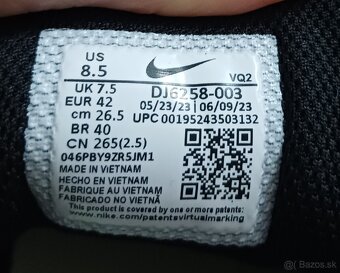 US
8.5
VQ2
UK 7.5 DJ6258-003
EUR 42 05/23/23 06/09/23
cm 26.5 UPC 00195243503132
BR 40
CN 265(2.5)
046PBY9ZR5JM1
MADE IN VIETNAM
HECHO EN VIETNAM
FABRIQUE AU VIETNAM
FABRICADO NO VIETNÃ
This product is covered by one or more patents:
www.nike.com/patentsvirtualmarking
Bazos.sk